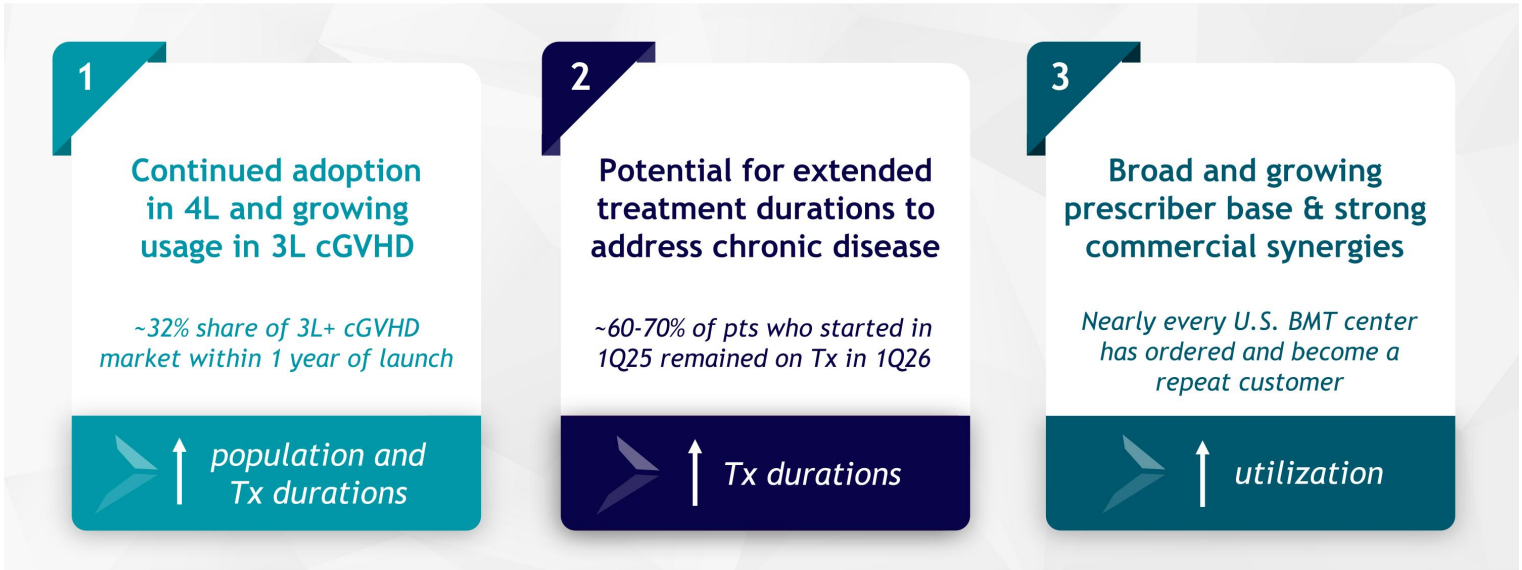 1
Continued adoption
in 4L and growing
usage in 3L cGVHD
~32% share of 3L+ cGVHD
market within 1 year of launch
population and
Tx durations
2
Potential for extended
treatment durations to
address chronic disease
~60-70% of pts who started in
1Q25 remained on Tx in 1Q26
Tx durations
3
Broad and growing
prescriber base & strong
commercial synergies
Nearly every U.S. BMT center
has ordered and become a
repeat customer
utilization